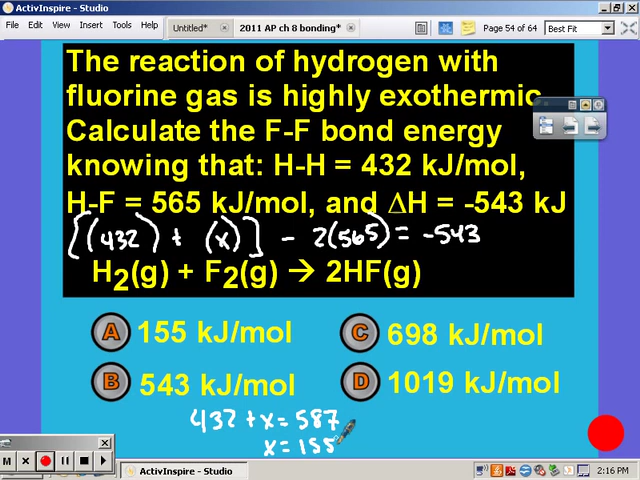 ActivInspire - Studio
File Edit View Insert Tools Help
Untitled* × 2011 AP ch 8 bonding* ×
Page 54 of 64
Best Fit
The reaction of hydrogen with
fluorine gas is highly exothermic.
Calculate the F-F bond energy
knowing that: H-H = 432 kJ/mol,
H-F = 565 kJ/mol, and ΔH = -543 kJ
[(432) + (x)] - 2(565) = -543
H2(g) + F2(g) → 2HF(g)
A 155 kJ/mol
C 698 kJ/mol
B 543 kJ/mol
D 1019 kJ/mol
432 + x = 587
x = 155
M
ActivInspire - Studio
2:16 PM